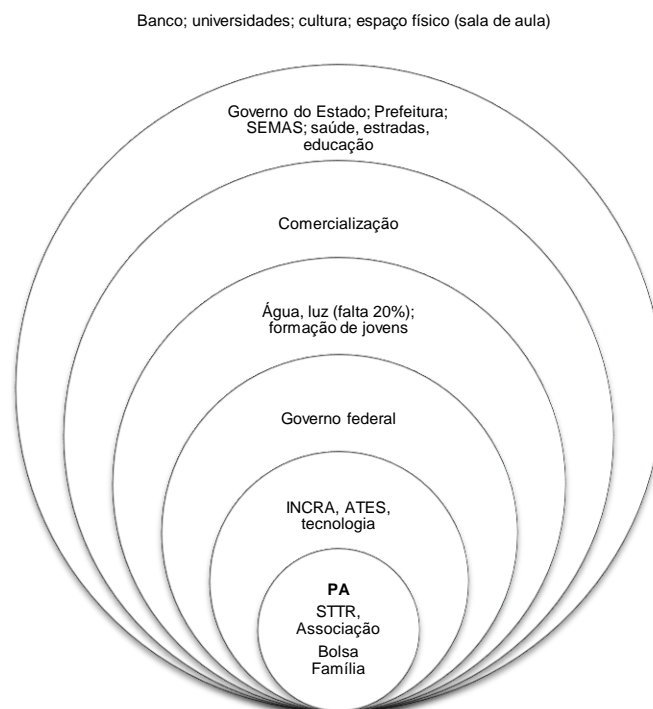 Banco; universidades; cultura; espaço físico (sala de aula)
Governo do Estado; Prefeitura;
SEMAS; saúde, estradas,
educação
Comercialização
Água, luz (falta 20%);
formação de jovens
Governo federal
INCRA, ATES,
tecnologia
PA
STTR,
Associação
Bolsa
Família